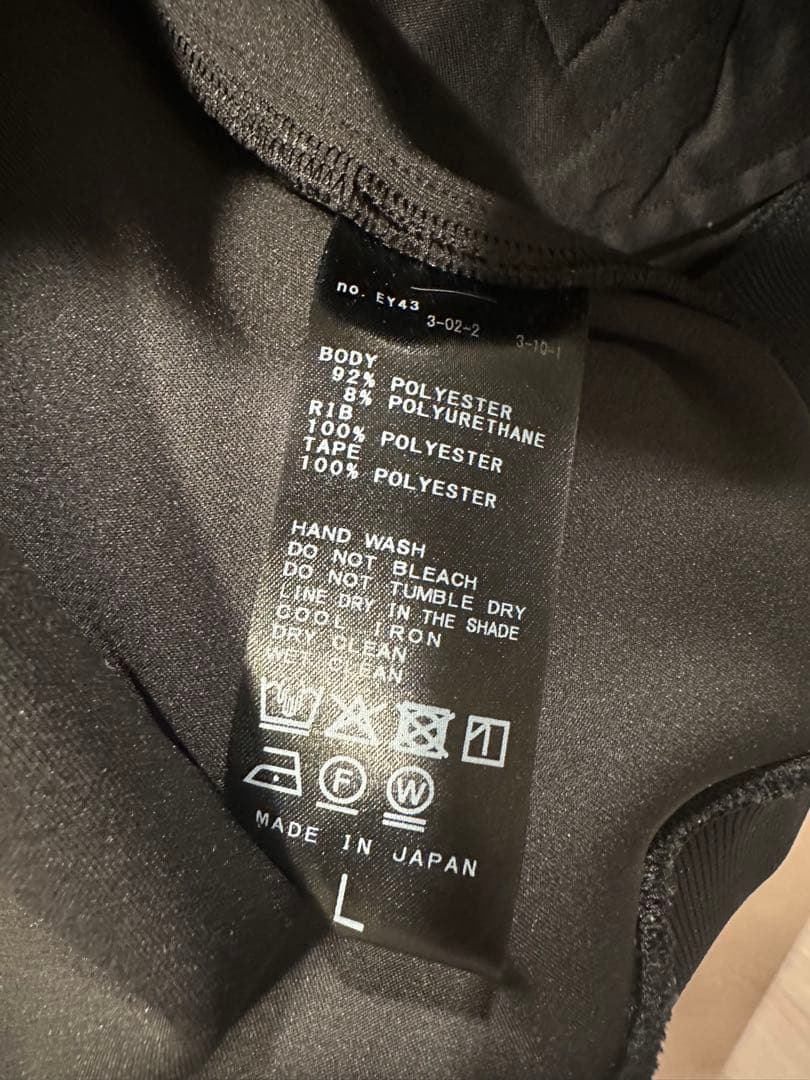 no. EY43
3-02-2 3-10-1
BODY
92% POLYESTER
8% POLYURETHANE
RIB
100% POLYESTER
TAPE
100% POLYESTER
HAND WASH
DO NOT BLEACH
DO NOT TUMBLE DRY
LINE DRY IN THE SHADE
COOL IRON
DRY CLEAN
WET CLEAN
F W
MADE IN JAPAN
L